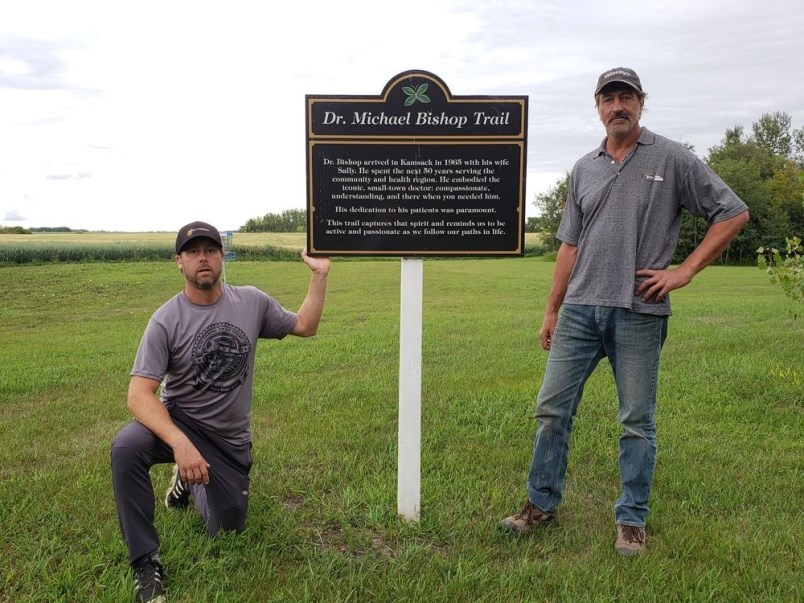 Dr. Michael Bishop Trail
Dr. Bishop arrived in Kamsack in 1965 with his wife
Sally. He spent the next 50 years serving the
community and health region. He embodied the
iconic, small-town doctor: compassionate,
understanding, and there when you needed him.
His dedication to his patients was paramount.
This trail captures that spirit and reminds us to be
active and passionate as we follow our paths in life.